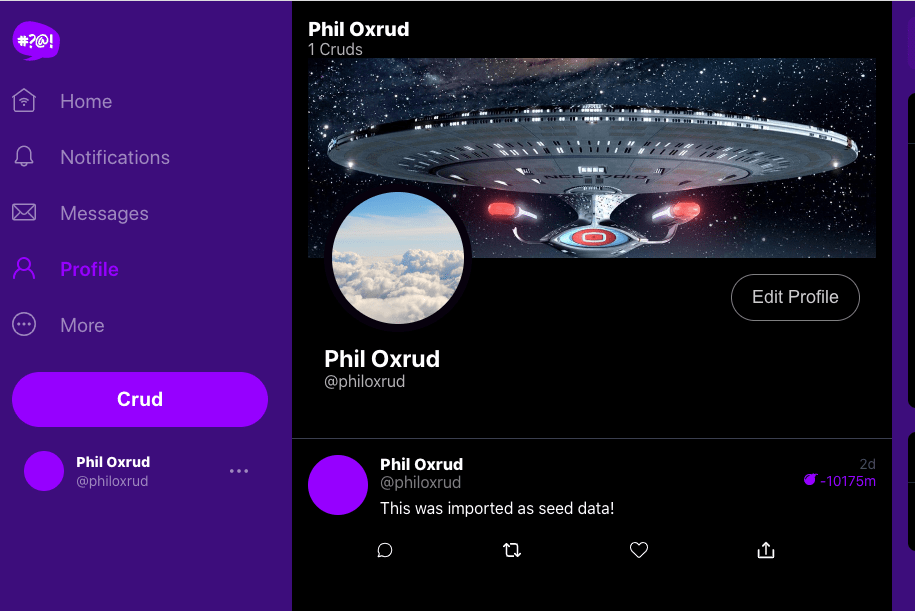 #?@!
Home
Notifications
Messages
Profile
More
Crud
Phil Oxrud
@philoxrud
Phil Oxrud
1 Cruds
Edit Profile
Phil Oxrud
@philoxrud
Phil Oxrud
2d
@philoxrud
-10175m
This was imported as seed data!